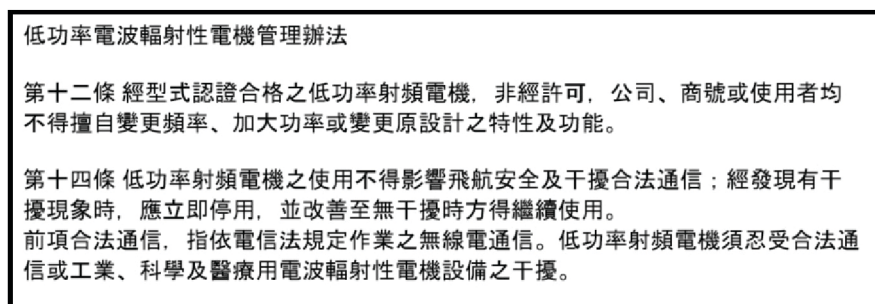 低功率電波輻射性電機管理辦法
第十二條 經型式認證合格之低功率射頻電機，非經許可，公司、商號或使用者均
不得擅自變更頻率、加大功率或變更原設計之特性及功能。
第十四條 低功率射頻電機之使用不得影響飛航安全及干擾合法通信；經發現有干
擾現象時，應立即停用，並改善至無干擾時方得繼續使用。
前項合法通信，指依電信法規定作業之無線電通信。低功率射頻電機須忍受合法通
信或工業、科學及醫療用電波輻射性電機設備之干擾。